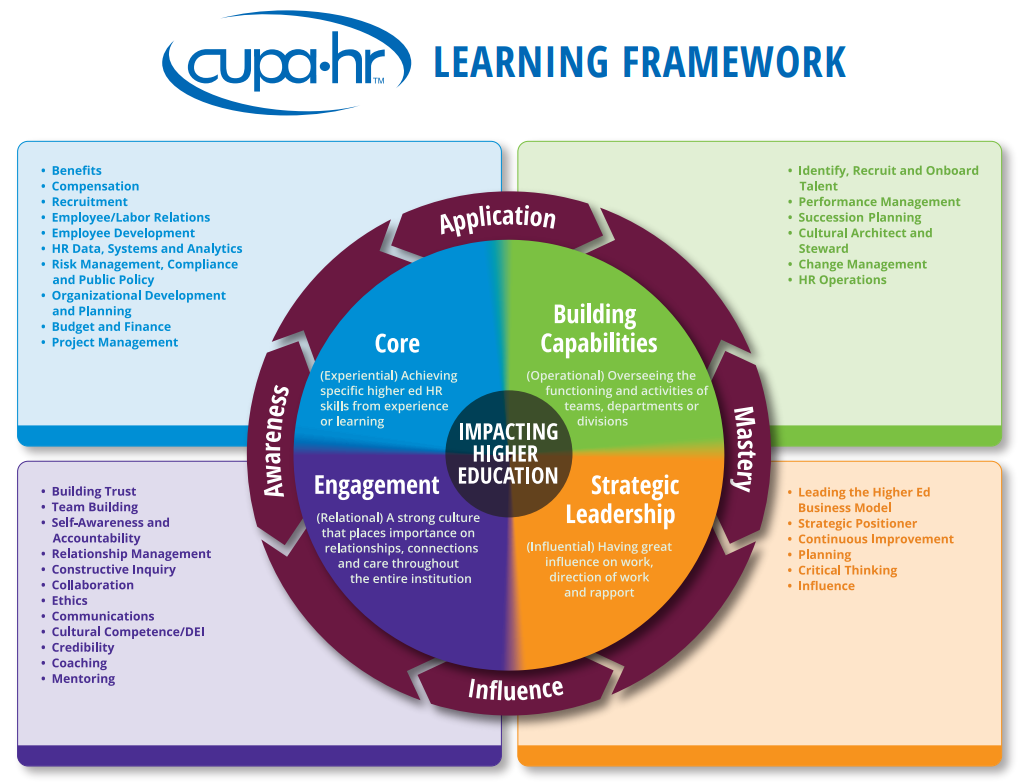 cupa·hr™
LEARNING FRAMEWORK
• Benefits
• Compensation
• Recruitment
• Employee/Labor Relations
• Employee Development
• HR Data, Systems and Analytics
• Risk Management, Compliance
and Public Policy
• Organizational Development
and Planning
• Budget and Finance
• Project Management
• Identify, Recruit and Onboard
Talent
• Performance Management
• Succession Planning
• Cultural Architect and
Steward
• Change Management
• HR Operations
Application
Core
(Experiential) Achieving
specific higher ed HR
skills from experience
or learning
Building
Capabilities
(Operational) Overseeing the
functioning and activities of
teams, departments or
divisions
Awareness
IMPACTING
HIGHER
EDUCATION
Mastery
Engagement
(Relational) A strong culture
that places importance on
relationships, connections
and care throughout
the entire institution
Strategic
Leadership
(Influential) Having great
influence on work,
direction of work
and rapport
Influence
• Building Trust
• Team Building
• Self-Awareness and
Accountability
• Relationship Management
• Constructive Inquiry
• Collaboration
• Ethics
• Communications
• Cultural Competence/DEI
• Credibility
• Coaching
• Mentoring
• Leading the Higher Ed
Business Model
• Strategic Positioner
• Continuous Improvement
• Planning
• Critical Thinking
• Influence